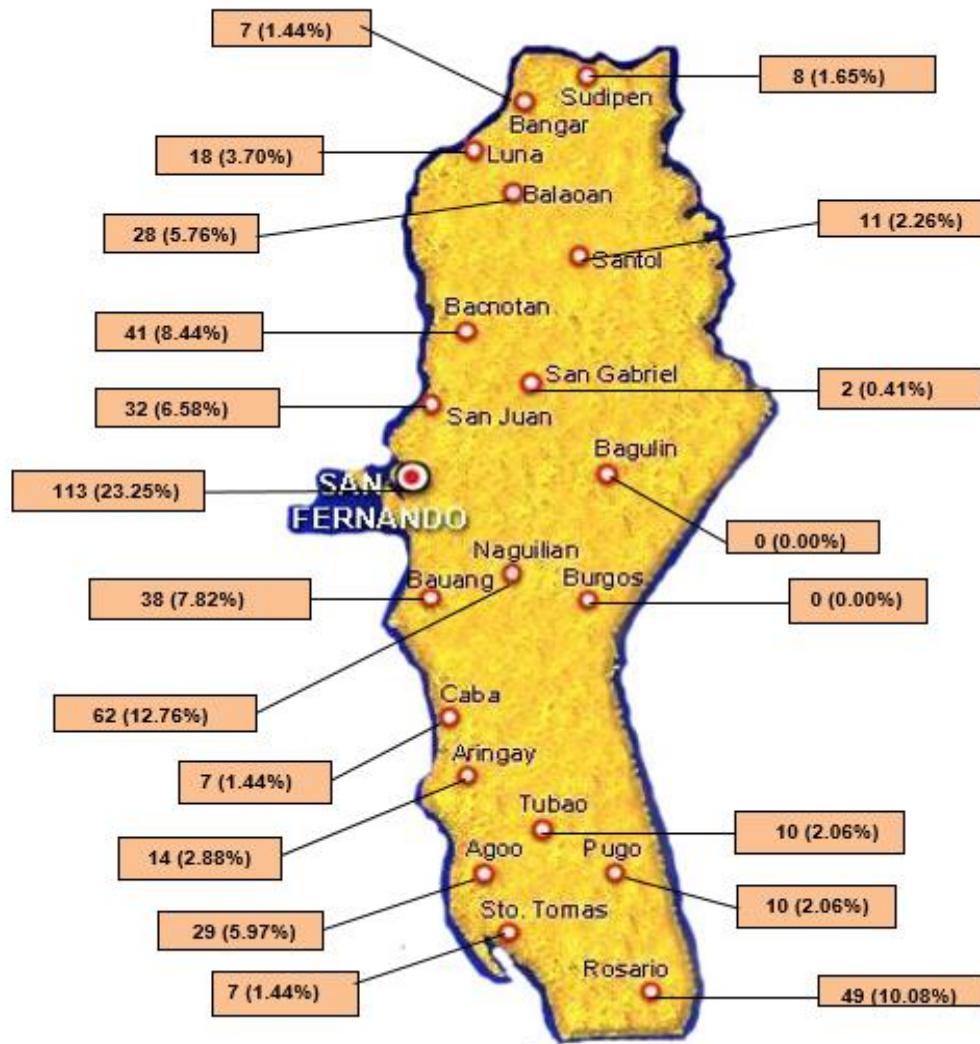 7 (1.44%)
8 (1.65%)
Sudipen
Bangar
18 (3.70%)
Luna
Balaoan
28 (5.76%)
11 (2.26%)
Santol
Bacnotan
41 (8.44%)
San Gabriel
2 (0.41%)
32 (6.58%)
San Juan
Bagulin
113 (23.25%)
SAN
FERNANDO
0 (0.00%)
Naguilian
Bauang
Burgos
38 (7.82%)
0 (0.00%)
62 (12.76%)
Caba
Aringay
7 (1.44%)
Tubao
10 (2.06%)
14 (2.88%)
Agoo
Pugo
10 (2.06%)
Sto. Tomas
29 (5.97%)
Rosario
7 (1.44%)
49 (10.08%)